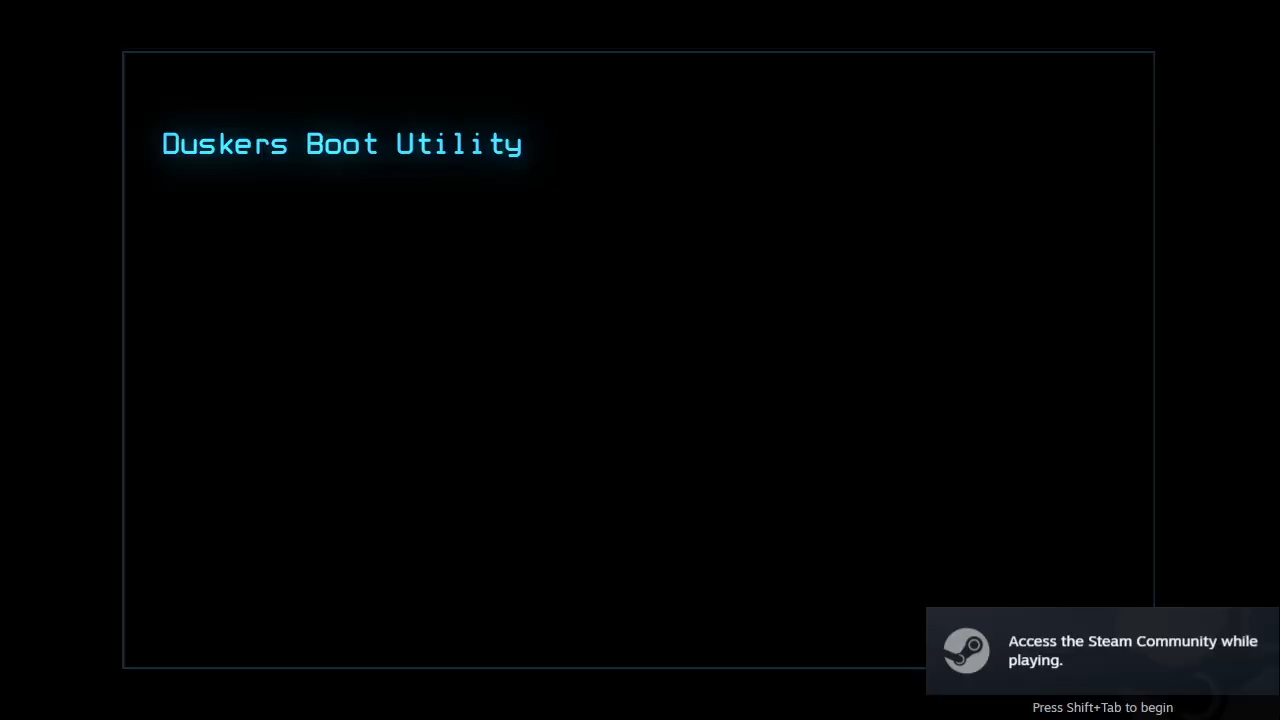 Duskers Boot Utility
Access the Steam Community while
playing.
Press Shift+Tab to begin